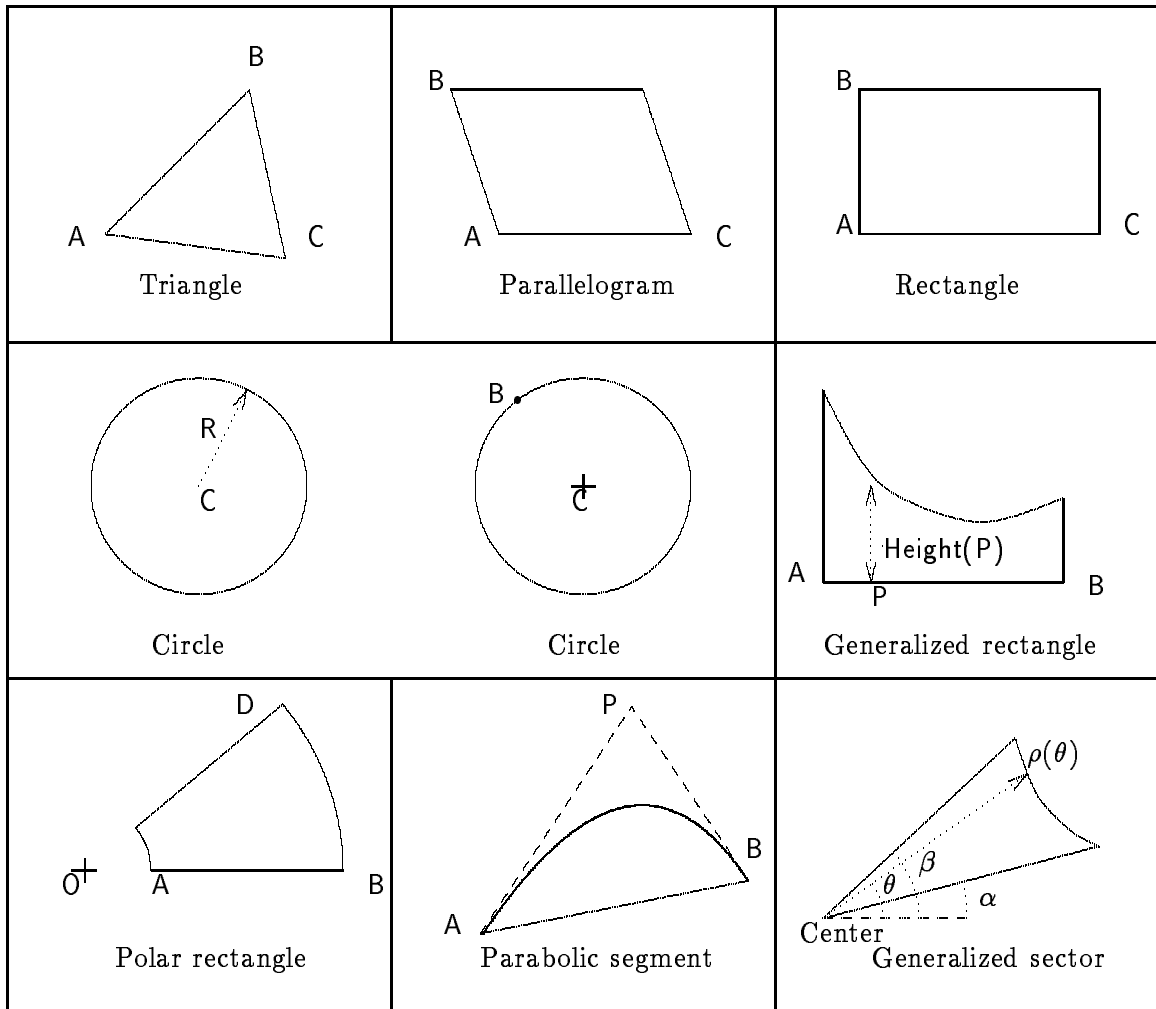 B
A
C
Triangle
B
A
C
Parallelogram
B
A
C
Rectangle
R
C
Circle
B
C
Circle
Height(P)
A
P
B
Generalized rectangle
D
O
A
B
Polar rectangle
P
A
B
Parabolic segment
ρ(θ)
β
θ
α
Center
Generalized sector